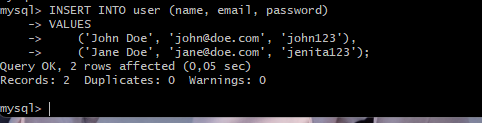 mysql> INSERT INTO user (name, email, password)
    -> VALUES
    ->     ('John Doe', 'john@doe.com', 'john123'),
    ->     ('Jane Doe', 'jane@doe.com', 'jenita123');
Query OK, 2 rows affected (0,05 sec)
Records: 2  Duplicates: 0  Warnings: 0

mysql>